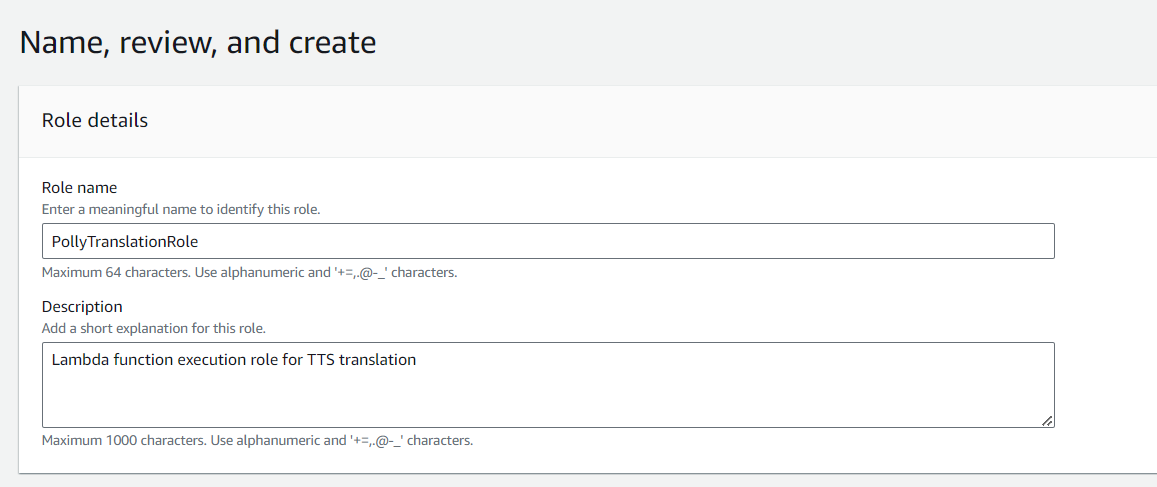 Name, review, and create
Role details
Role name
Enter a meaningful name to identify this role.
PollyTranslationRole
Maximum 64 characters. Use alphanumeric and '+=,.@-_' characters.
Description
Add a short explanation for this role.
Lambda function execution role for TTS translation
Maximum 1000 characters. Use alphanumeric and '+=,.@-_' characters.